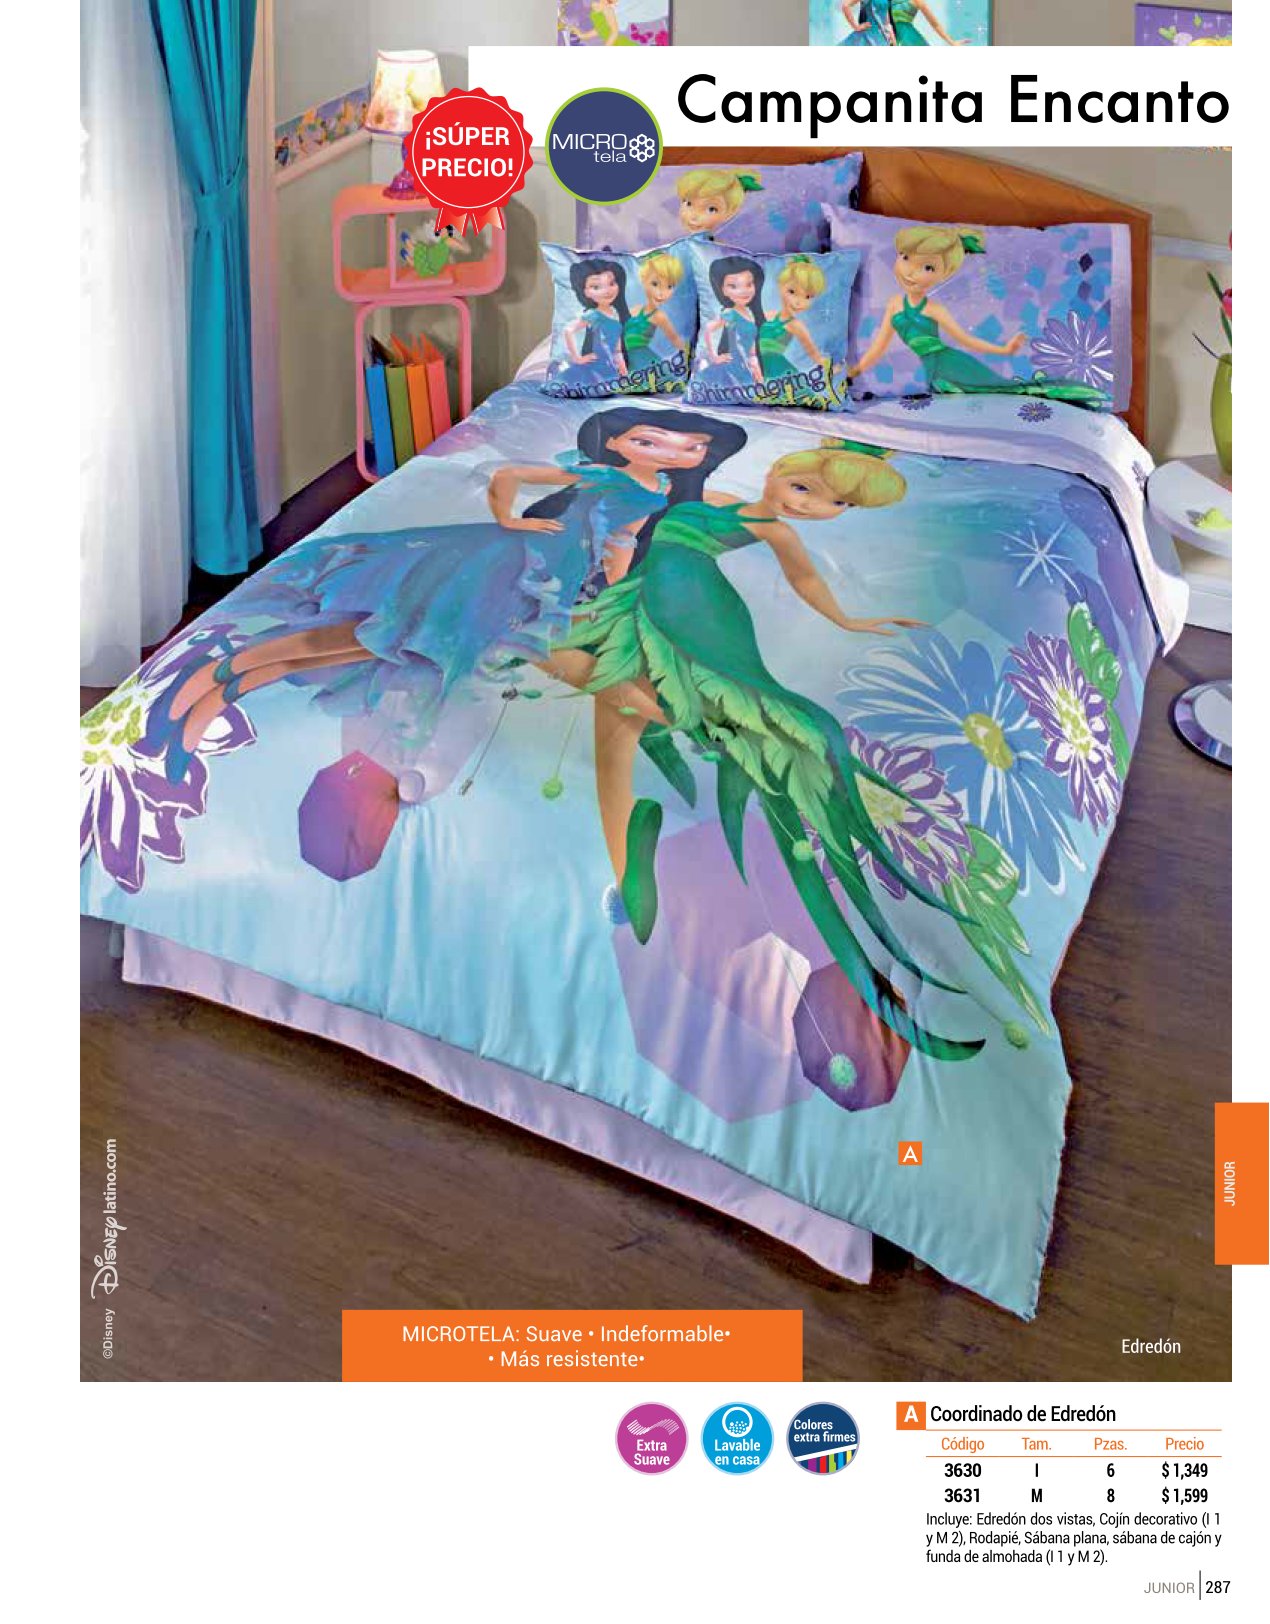 Campanita Encanto
¡SÚPER
PRECIO!
MICRO
tela
Shimmering
Shimmering
A
JUNIOR
©Disney DISNEYlatino.com
MICROTELA: Suave • Indeformable•
• Más resistente•
Edredón
Extra
Suave
Lavable
en casa
Colores
extra firmes
A Coordinado de Edredón
Código Tam. Pzas. Precio
3630 I 6 $ 1,349
3631 M 8 $ 1,599
Incluye: Edredón dos vistas, Cojín decorativo (I 1
y M 2), Rodapié, Sábana plana, sábana de cajón y
funda de almohada (I 1 y M 2).
JUNIOR 287